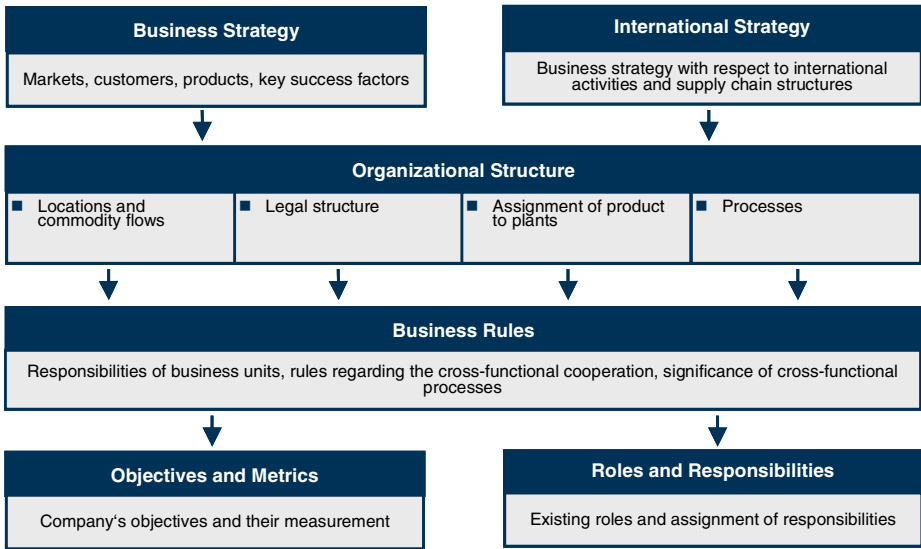 Business Strategy
Markets, customers, products, key success factors
International Strategy
Business strategy with respect to international
activities and supply chain structures
Organizational Structure
Locations and
commodity flows
Legal structure
Assignment of product
to plants
Processes
Business Rules
Responsibilities of business units, rules regarding the cross-functional cooperation, significance of cross-functional
processes
Objectives and Metrics
Company‘s objectives and their measurement
Roles and Responsibilities
Existing roles and assignment of responsibilities